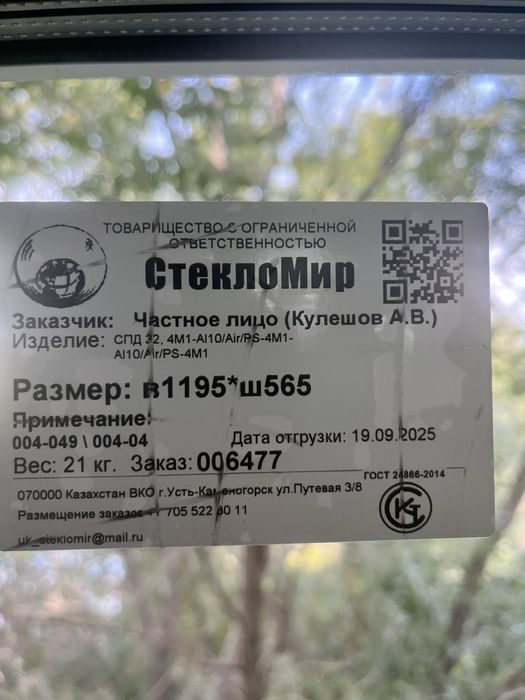 ТОВАРИЩЕСТВО С ОГРАНИЧЕННОЙ
ОТВЕТСТВЕННОСТЬЮ
СтеклоМир
Заказчик: Частное лицо (Кулешов А.В.)
Изделие: СПД 32, 4М1-Al10/Air/PS-4М1-
Al10/Air/PS-4М1
Размер: в1195*ш565
Примечание:
004-049 \ 004-04
Дата отгрузки: 19.09.2025
Вес: 21 кг. Заказ: 006477
ГОСТ 24866-2014
070000 Казахстан ВКО г.Усть-Каменогорск ул.Путевая 3/8
Размещение заказов 705 522 80 11
uk_steklomir@mail.ru